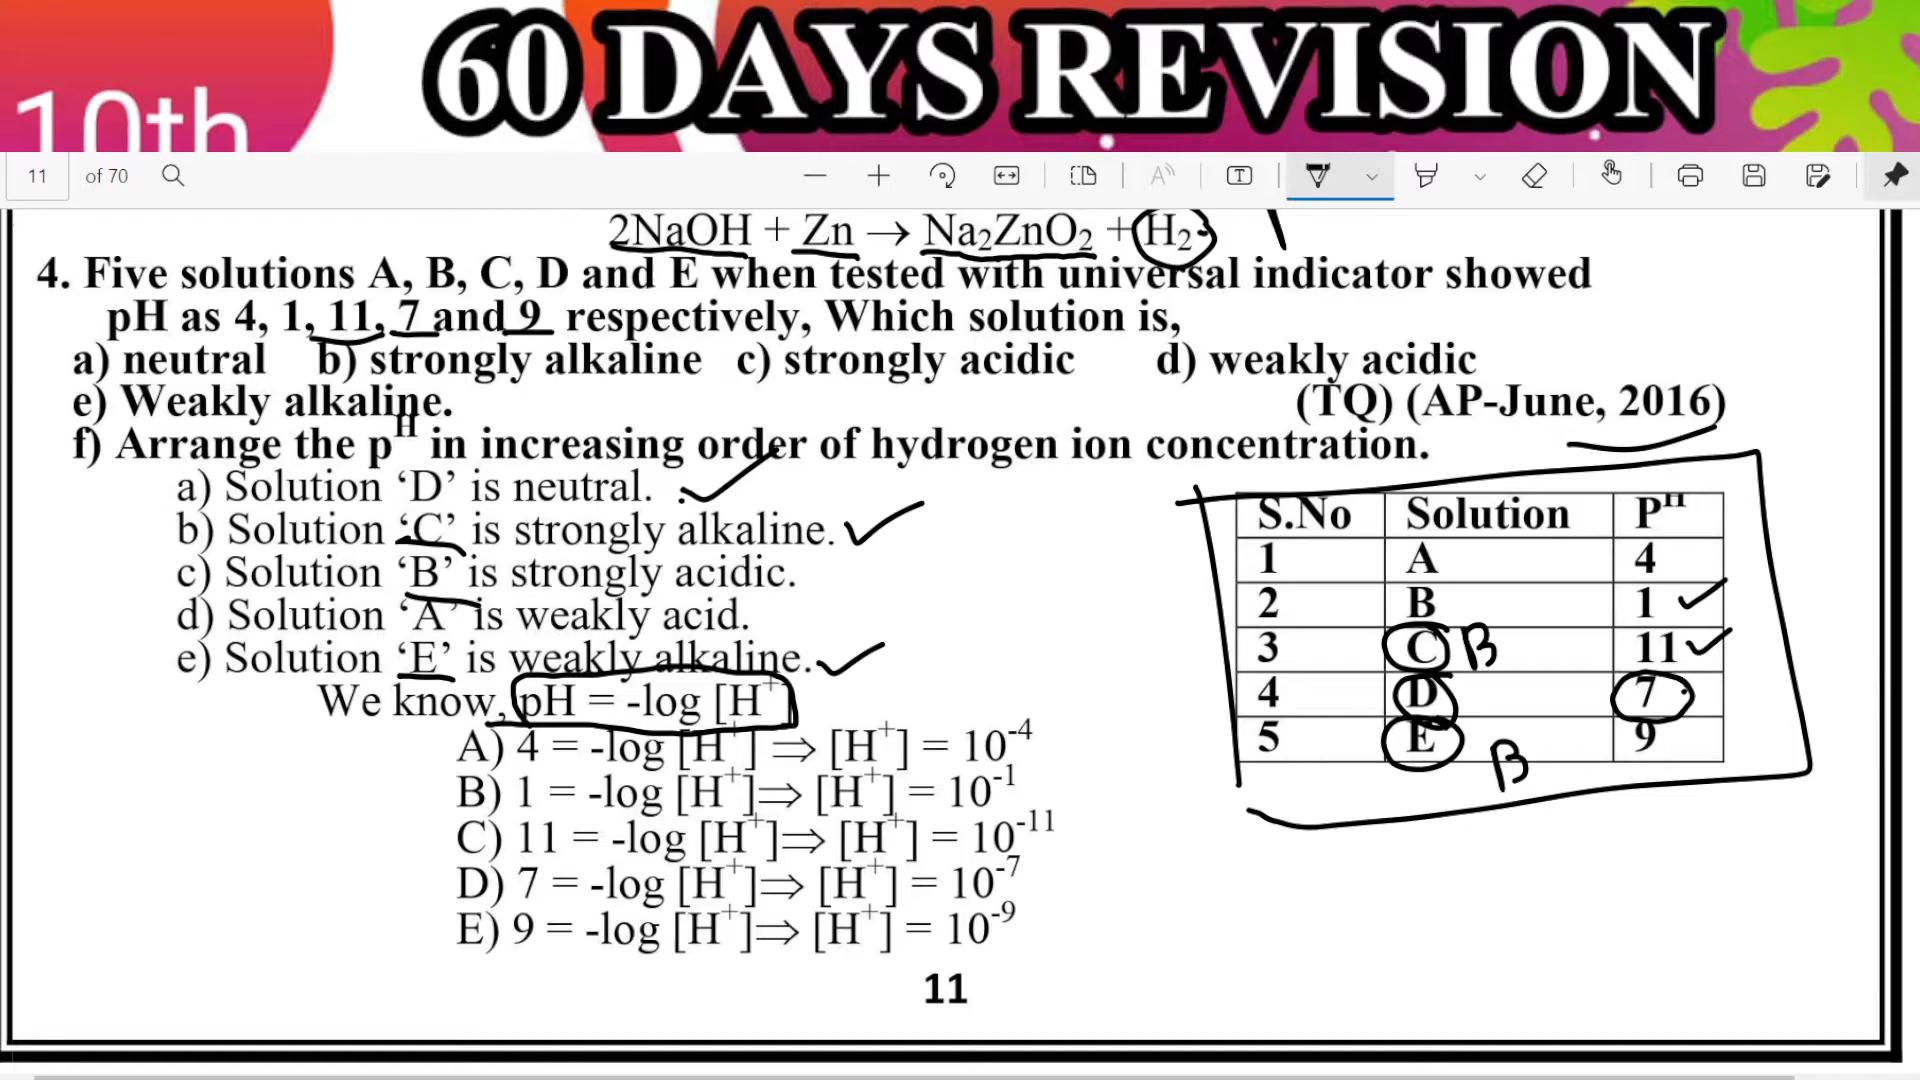 60 DAYS REVISION
10th
11 of 70
2NaOH + Zn → Na₂ZnO₂ + H₂
4. Five solutions A, B, C, D and E when tested with universal indicator showed
pH as 4, 1, 11, 7 and 9 respectively, Which solution is,
a) neutral b) strongly alkaline c) strongly acidic d) weakly acidic
e) Weakly alkaline. (TQ) (AP-June, 2016)
f) Arrange the pᴴ in increasing order of hydrogen ion concentration.
a) Solution ‘D’ is neutral.
b) Solution ‘C’ is strongly alkaline.
c) Solution ‘B’ is strongly acidic.
d) Solution ‘A’ is weakly acid.
e) Solution ‘E’ is weakly alkaline.
We know, pH = -log [H⁺]
A) 4 = -log [H⁺] ⇒ [H⁺] = 10⁻⁴
B) 1 = -log [H⁺]⇒ [H⁺] = 10⁻¹
C) 11 = -log [H⁺]⇒ [H⁺] = 10⁻¹¹
D) 7 = -log [H⁺]⇒ [H⁺] = 10⁻⁷
E) 9 = -log [H⁺]⇒ [H⁺] = 10⁻⁹
S.No Solution Pᴴ
1 A 4
2 B 1
3 C B 11
4 D 7
5 E 9
B
11